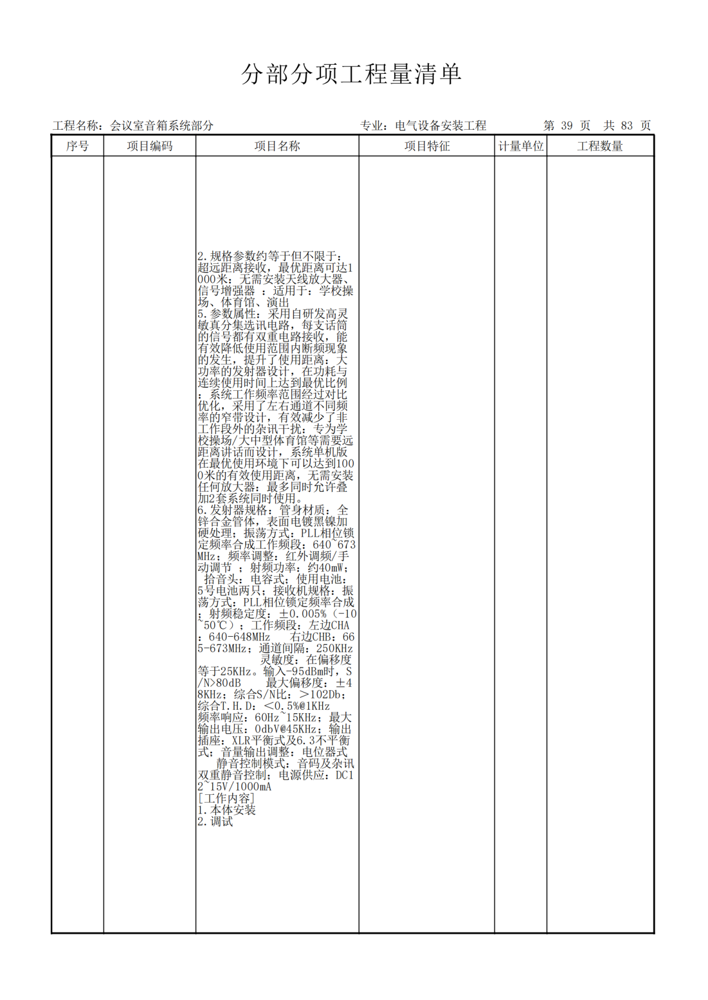 分部分项工程量清单
工程名称：会议室音箱系统部分 专业：电气设备安装工程 第 39 页 共 83 页
序号 项目编码 项目名称 项目特征 计量单位 工程数量
2.规格参数约等于但不限于：
超远距离接收，最优距离可达1
000米：无需安装天线放大器、
信号增强器 ：适用于：学校操
场、体育馆、演出
5.参数属性：采用自研发高灵
敏真分集选讯电路，每支话筒
的信号都有双重电路接收，能
有效降低使用范围内断频现象
的发生，提升了使用距离：大
功率的发射器设计，在功耗与
连续使用时间上达到最优比例
：系统工作频率范围经过对比
优化，采用了左右通道不同频
率的窄带设计，有效减少了非
工作段外的杂讯干扰：专为学
校操场/大中型体育馆等需要远
距离讲话而设计，系统单机版
在最优使用环境下可以达到100
0米的有效使用距离，无需安装
任何放大器：最多同时允许叠
加2套系统同时使用。
6.发射器规格：管身材质：全
锌合金管体，表面电镀黑镍加
硬处理；振荡方式：PLL相位锁
定频率合成工作频段：640~673
MHz；频率调整：红外调频/手
动调节 ；射频功率：约40mW；
拾音头：电容式；使用电池：
5号电池两只；接收机规格：振
荡方式：PLL相位锁定频率合成
；射频稳定度：±0.005%（-10
~50℃）；工作频段：左边CHA
：640-648MHz 右边CHB：66
5-673MHz；通道间隔：250KHz
灵敏度：在偏移度
等于25KHz。输入-95dBm时，S
/N>80dB 最大偏移度：±4
8KHz；综合S/N比：＞102Db；
综合T.H.D：＜0.5%@1KHz
频率响应：60Hz~15KHz；最大
输出电压：0dbV@45KHz；输出
插座：XLR平衡式及6.3不平衡
式；音量输出调整：电位器式
静音控制模式：音码及杂讯
双重静音控制；电源供应：DC1
2~15V/1000mA
[工作内容]
1.本体安装
2.调试